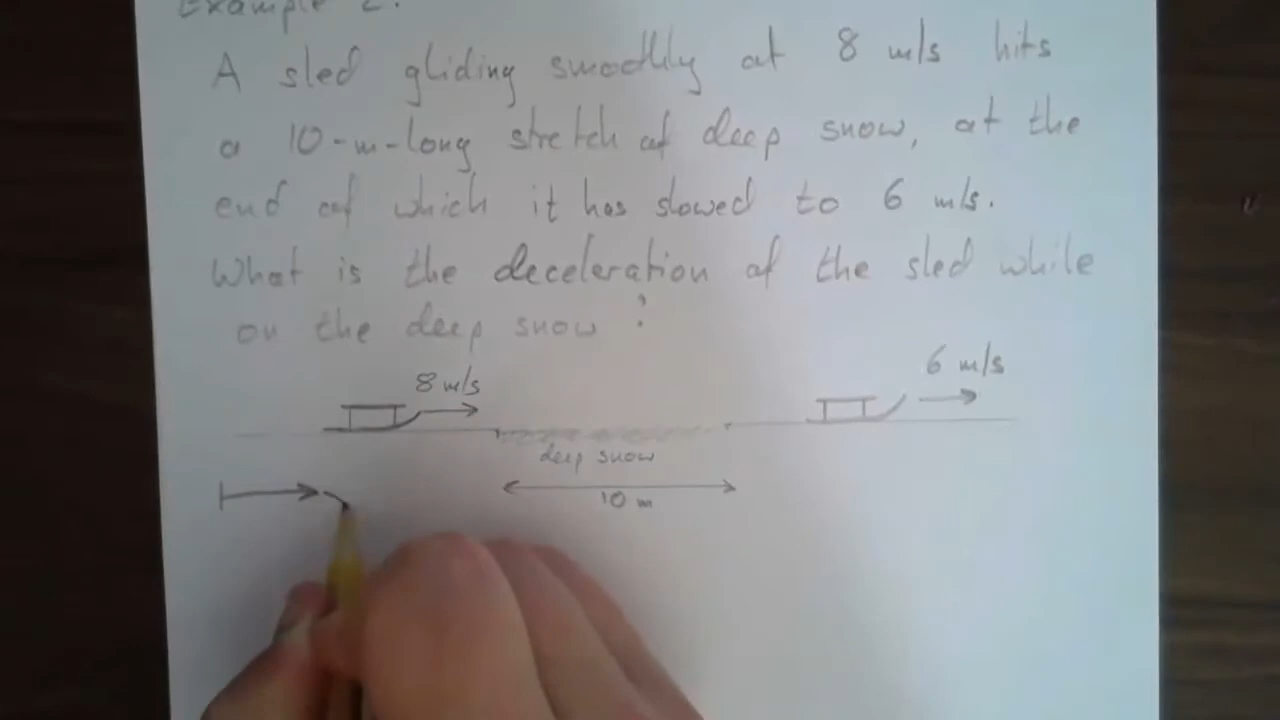 Example 2.
A sled gliding smoothly at 8 m/s hits
a 10-m-long stretch of deep snow, at the
end of which it has slowed to 6 m/s.
What is the deceleration of the sled while
on the deep snow?
8 m/s
6 m/s
deep snow
10 m